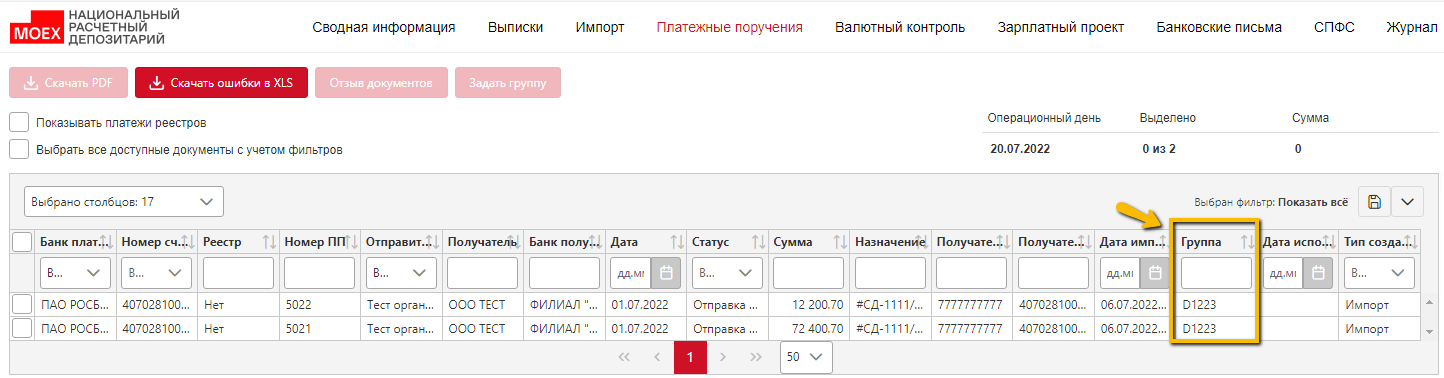 MOEX НАЦИОНАЛЬНЫЙ
РАСЧЕТНЫЙ
ДЕПОЗИТАРИЙ
Сводная информация Выписки Импорт Платежные поручения Валютный контроль Зарплатный проект Банковские письма СПФС Журнал
Скачать PDF Скачать ошибки в XLS Отзыв документов Задать группу
Показывать платежи реестров
Выбрать все доступные документы с учетом фильтров
Операционный день Выделено Сумма
20.07.2022 0 из 2 0
Выбрано столбцов: 17 Выбран фильтр: Показать всё
Банк плат... Номер сч... Реестр Номер ПП Отправит... Получатель Банк полу... Дата Статус Сумма Назначение Получате... Получате... Дата имп... Группа Дата испо... Тип созда...
В... В... В... дд.мм В... дд.мм дд.мм В...
ПАО РОСБ... 407028100... Нет 5022 Тест орган... ООО ТЕСТ ФИЛИАЛ "... 01.07.2022 Отправка ... 12 200.70 #СД-1111/... 7777777777 407028100... 06.07.2022... D1223 Импорт
ПАО РОСБ... 407028100... Нет 5021 Тест орган... ООО ТЕСТ ФИЛИАЛ "... 01.07.2022 Отправка ... 72 400.70 #СД-1111/... 7777777777 407028100... 06.07.2022... D1223 Импорт
1 50